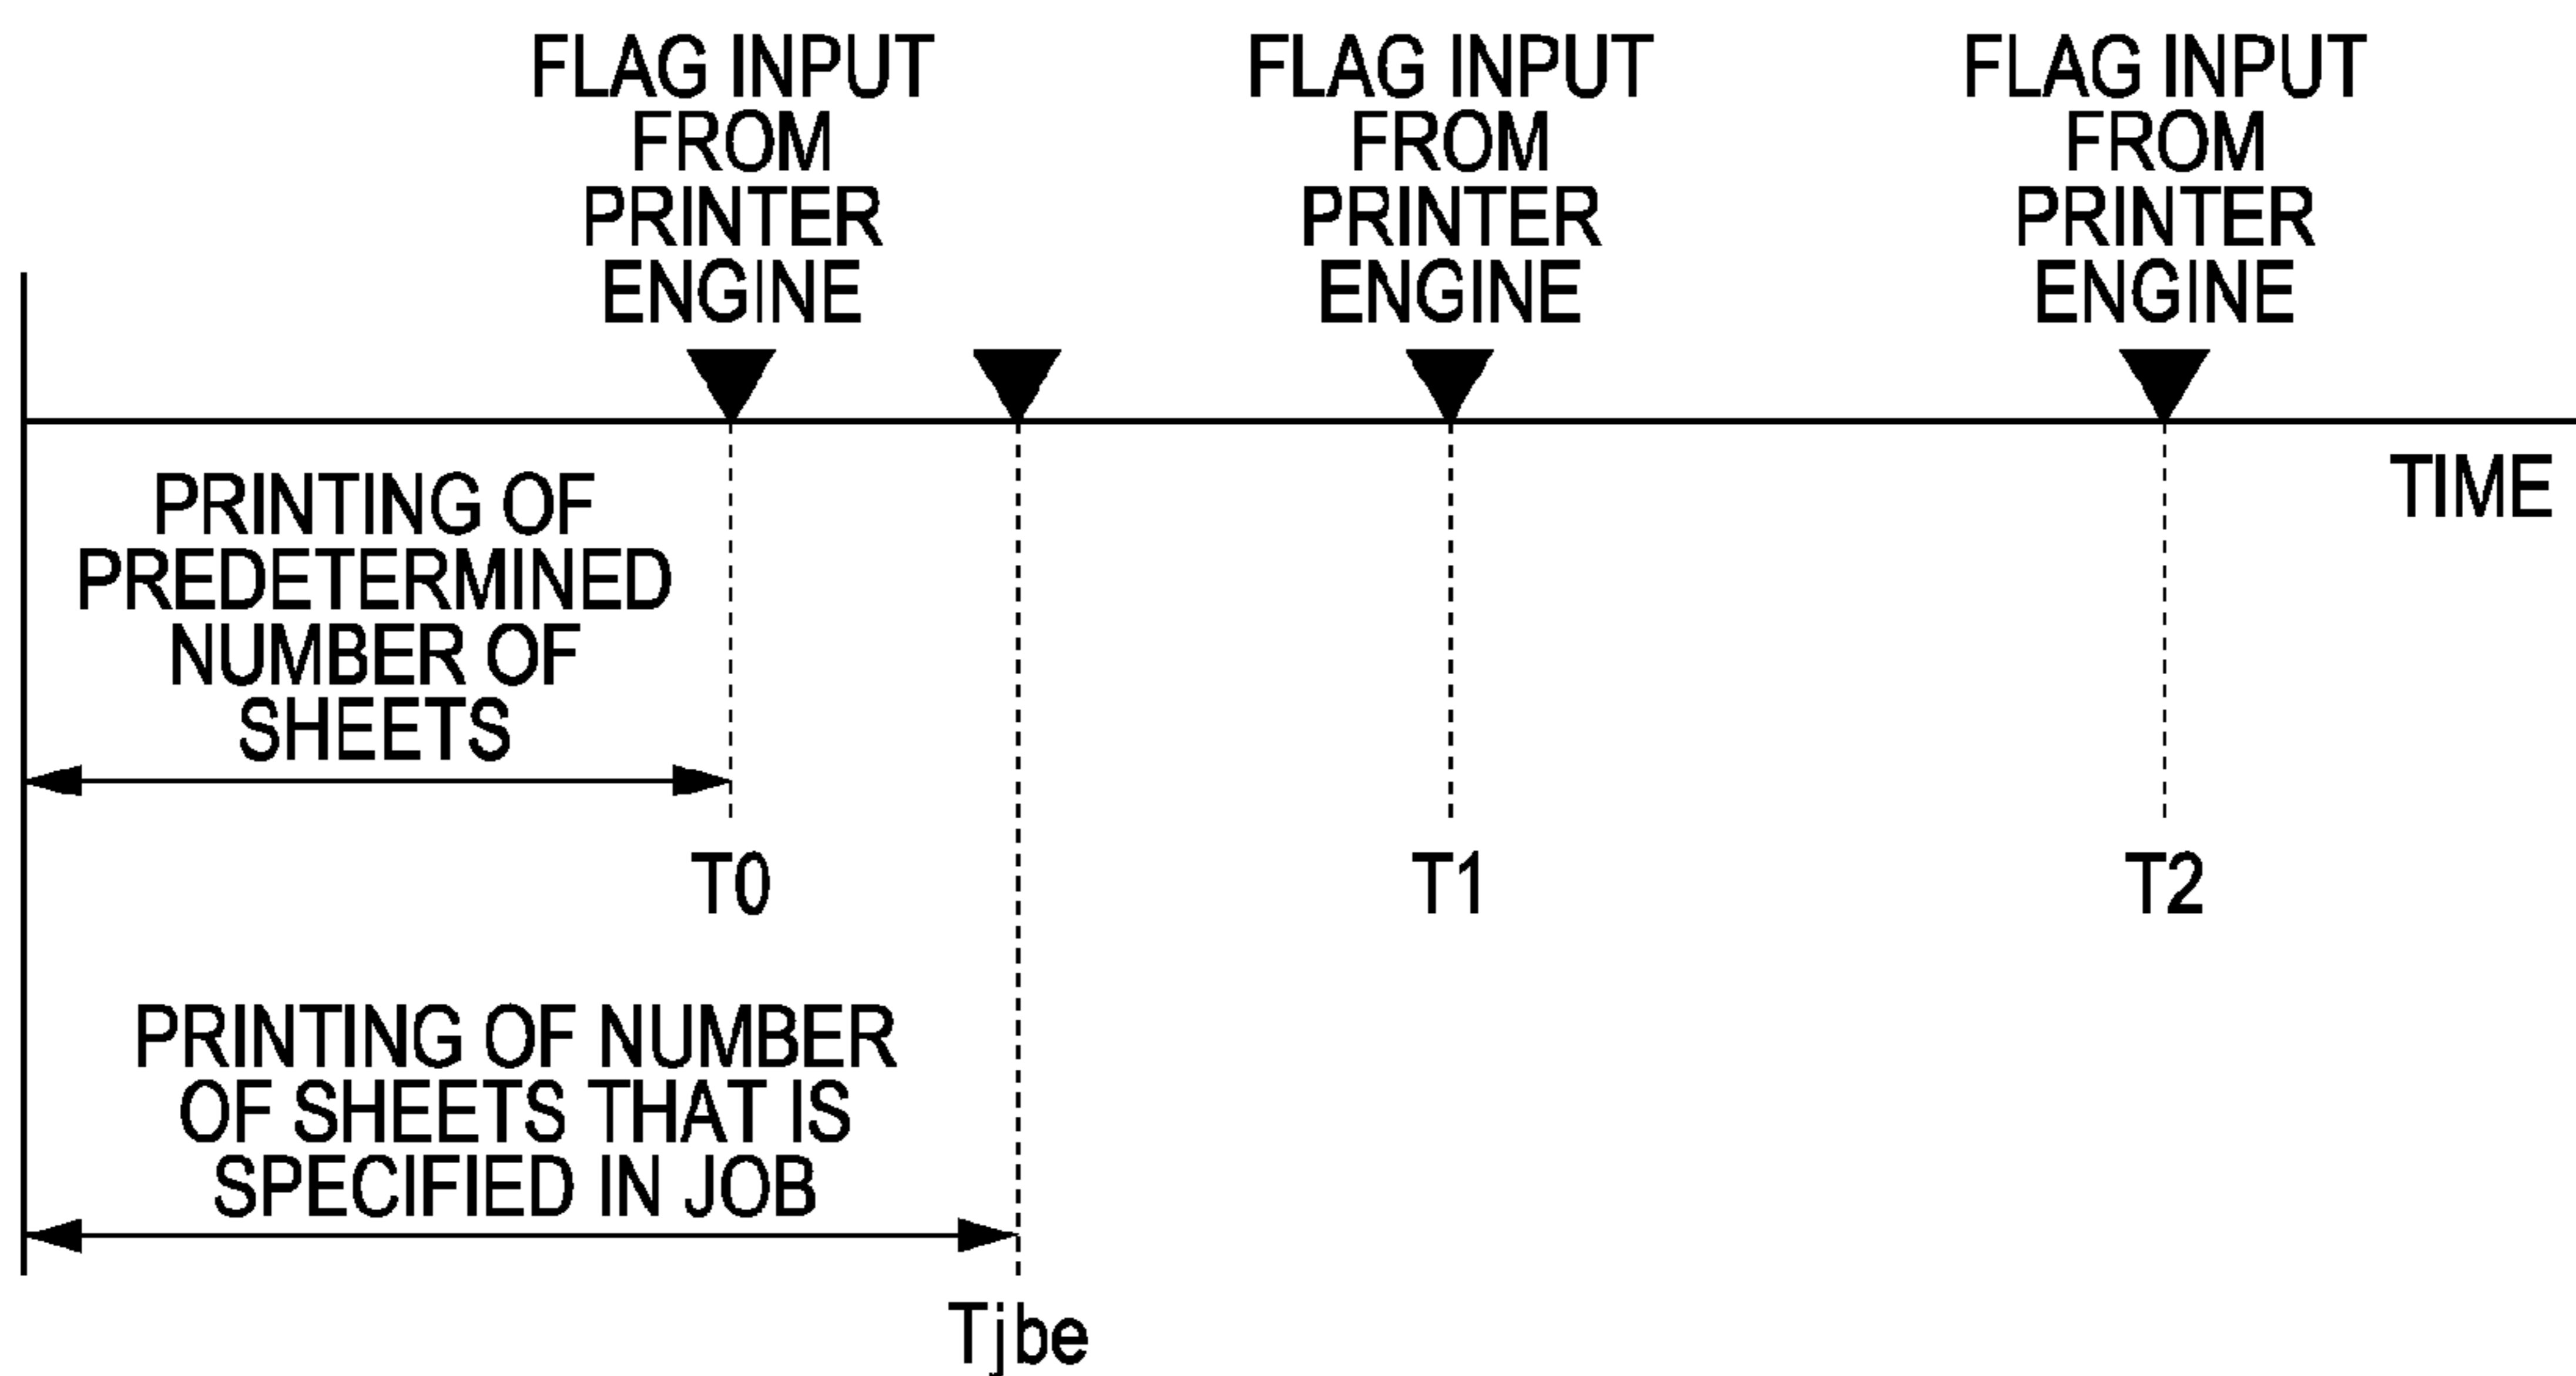 FLAG INPUT
FROM
PRINTER
ENGINE
FLAG INPUT
FROM
PRINTER
ENGINE
FLAG INPUT
FROM
PRINTER
ENGINE
TIME
PRINTING OF
PREDETERMINED
NUMBER OF
SHEETS
T0
T1
T2
PRINTING OF NUMBER
OF SHEETS THAT IS
SPECIFIED IN JOB
Tjbe